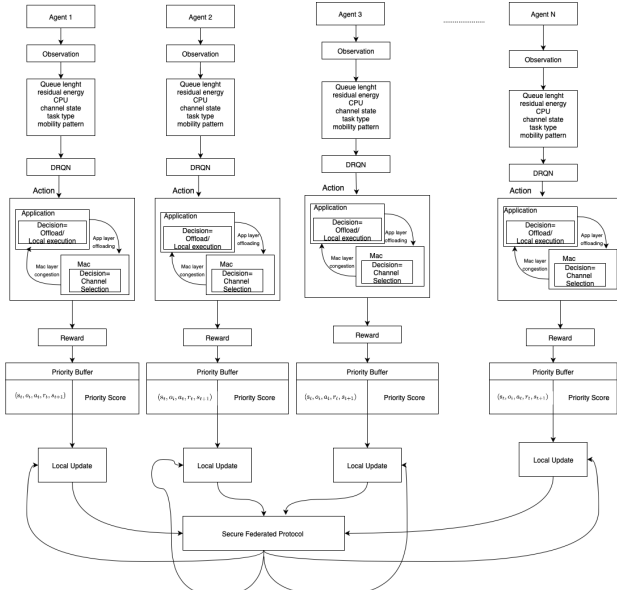 Agent 1
Observation
Queue lenght
residual energy
CPU
channel state
task type
mobility pattern
DRQN
Action
Application
Decision=
Offload/
Local execution
App layer
offloading
Mac layer
congestion
Mac
Decision=
Channel
Selection
Reward
Priority Buffer
(s_t, o_t, a_t, r_t, s_{t+1})
Priority Score
Local Update
Agent 2
Observation
Queue lenght
residual energy
CPU
channel state
task type
mobility pattern
DRQN
Action
Application
Decision=
Offload/
Local execution
App layer
offloading
Mac layer
congestion
Mac
Decision=
Channel
Selection
Reward
Priority Buffer
(s_t, o_t, a_t, r_t, s_{t+1})
Priority Score
Local Update
Agent 3
Observation
Queue lenght
residual energy
CPU
channel state
task type
mobility pattern
DRQN
Action
Application
Decision=
Offload/
Local execution
App layer
offloading
Mac layer
congestion
Mac
Decision=
Channel
Selection
Reward
Priority Buffer
(s_t, o_t, a_t, r_t, s_{t+1})
Priority Score
Local Update
....................
Agent N
Observation
Queue lenght
residual energy
CPU
channel state
task type
mobility pattern
DRQN
Action
Application
Decision=
Offload/
Local execution
App layer
offloading
Mac layer
congestion
Mac
Decision=
Channel
Selection
Reward
Priority Buffer
(s_t, o_t, a_t, r_t, s_{t+1})
Priority Score
Local Update
Secure Federated Protocol